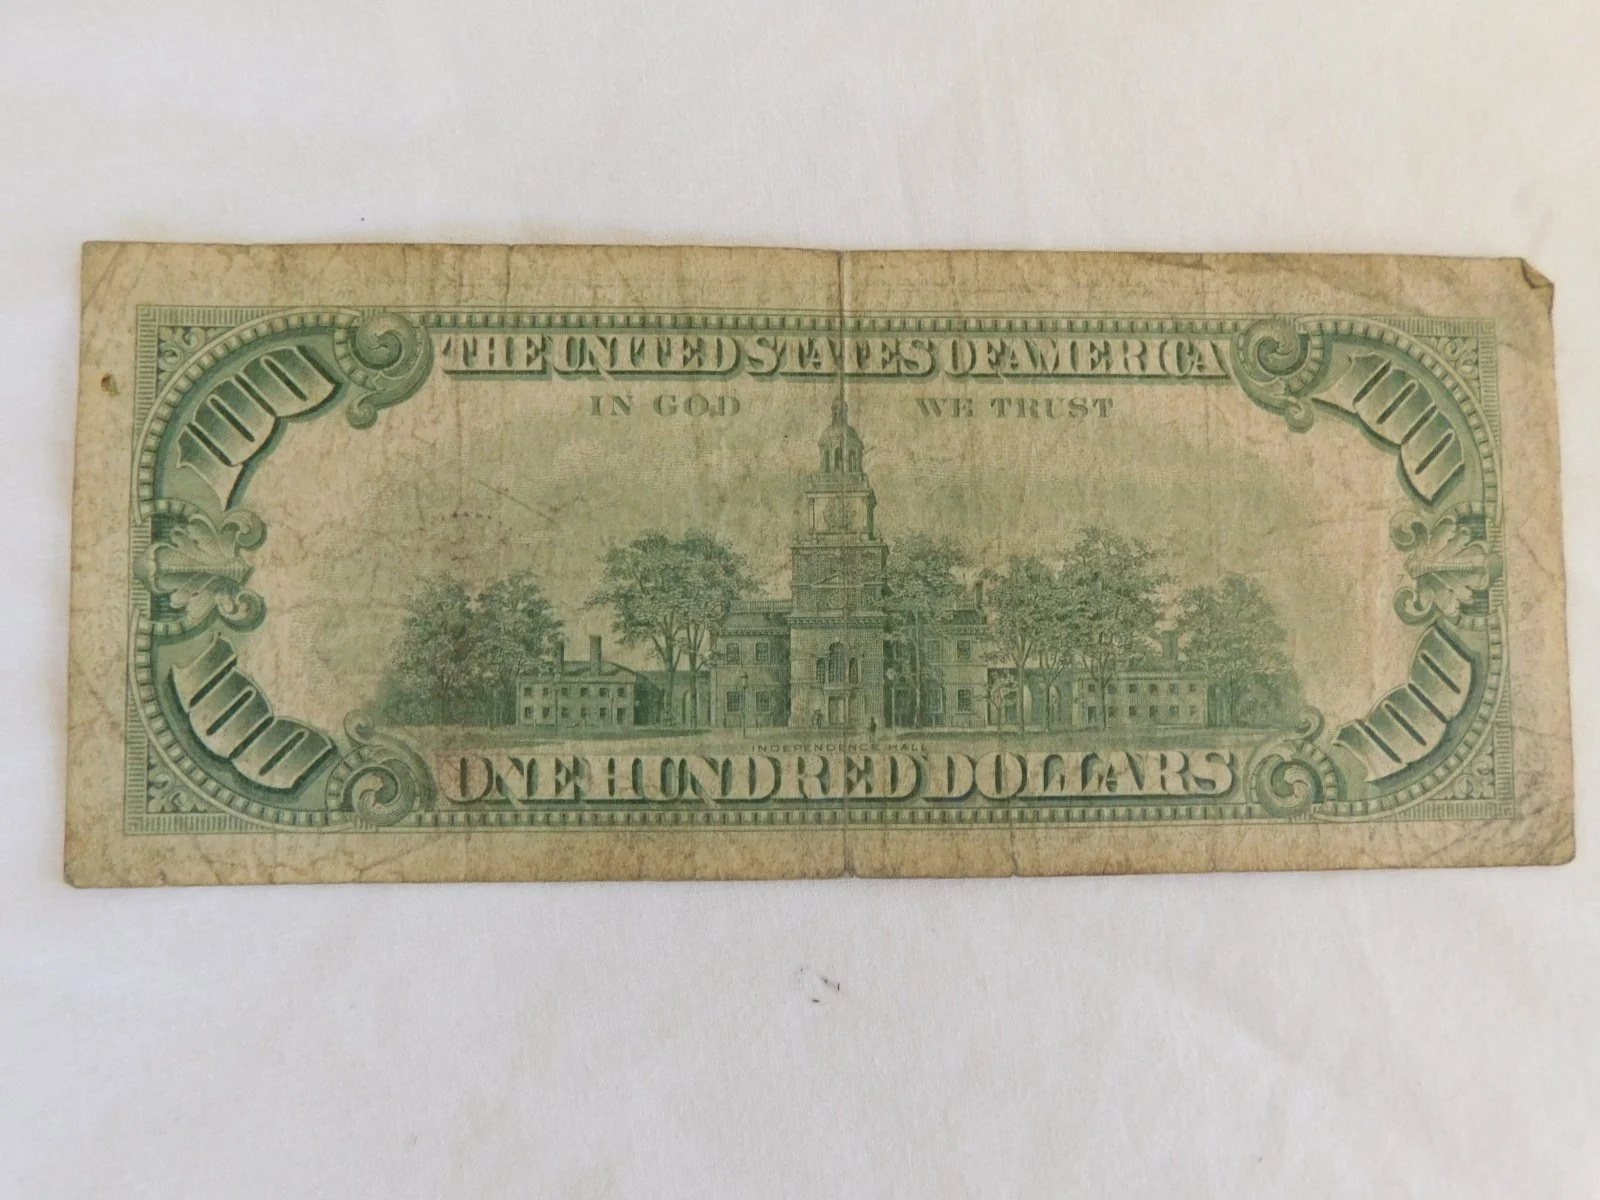 100 THE UNITED STATES OF AMERICA 100
IN GOD WE TRUST
INDEPENDENCE HALL
100 ONE HUNDRED DOLLARS 100